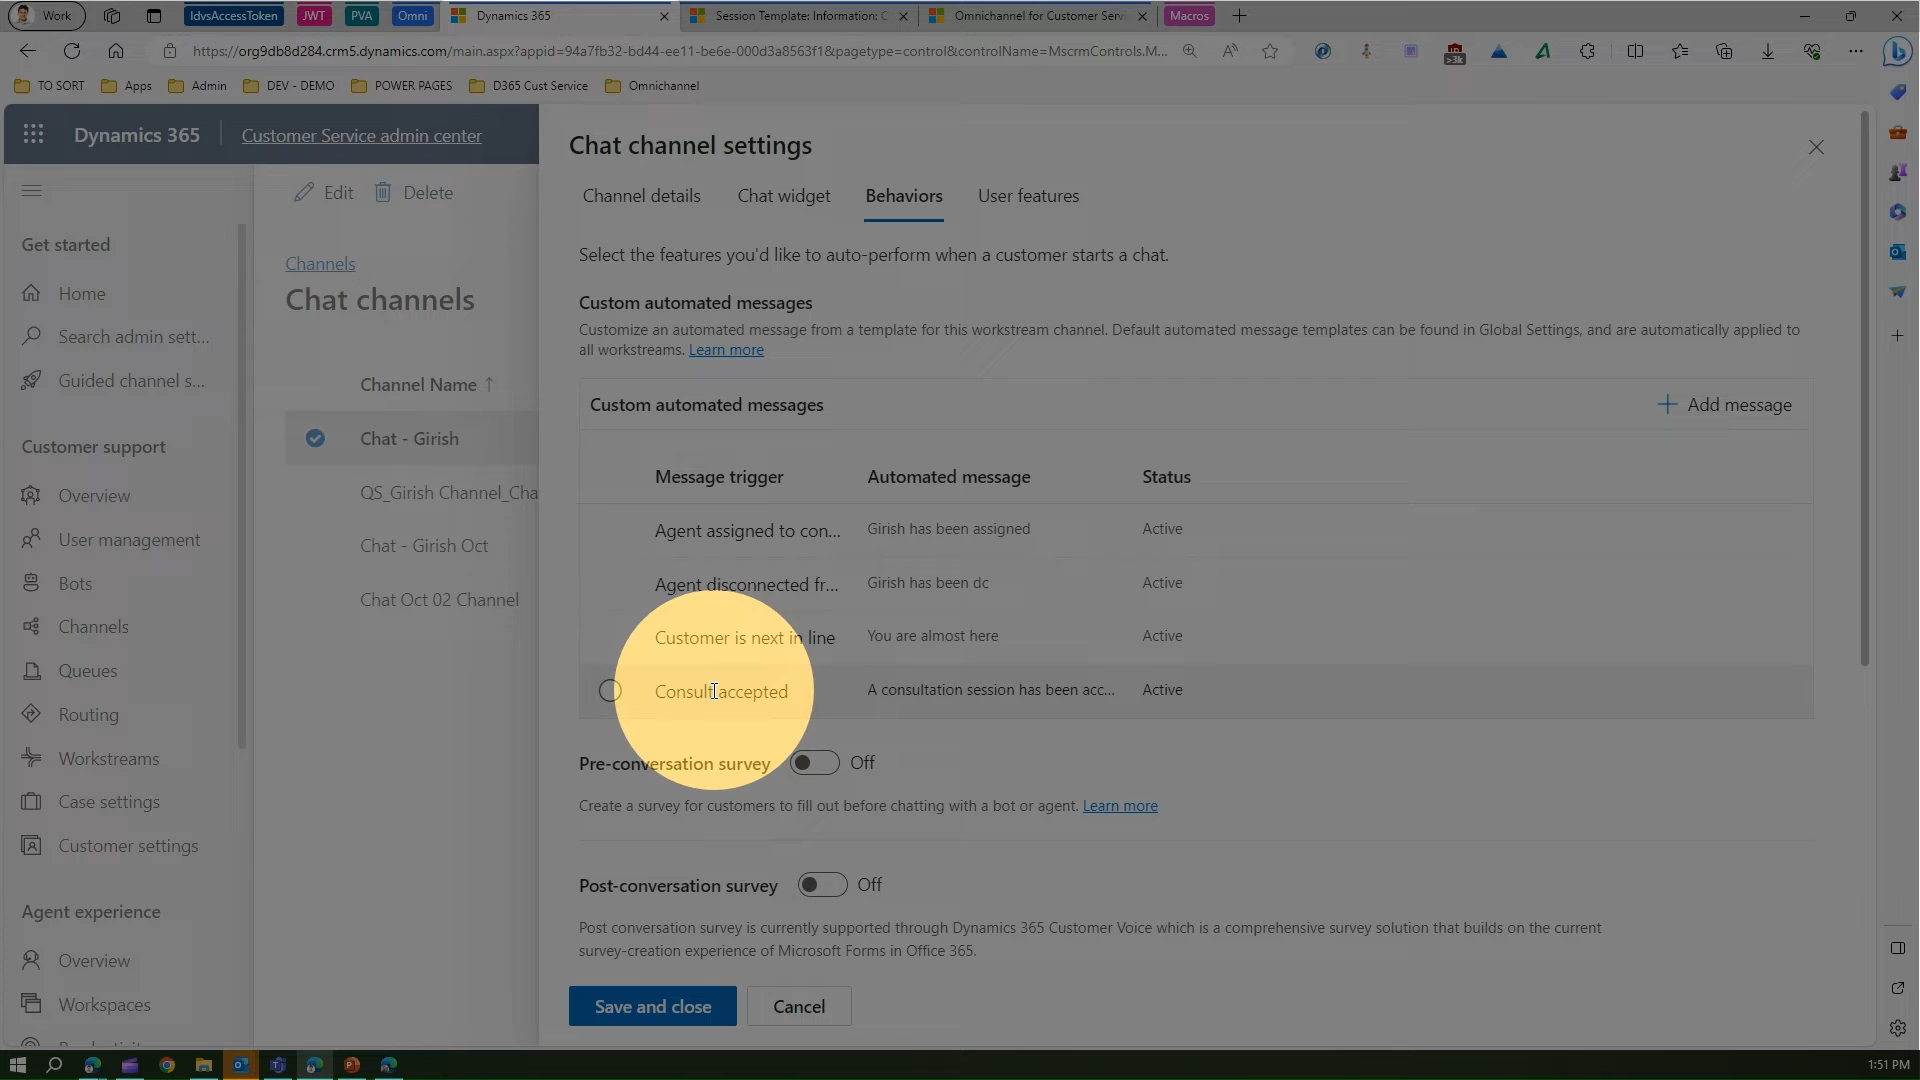 Work
IdvsAccessToken
JWT
PVA
Omni
Dynamics 365
Session Template: Information: C
Omnichannel for Customer Servi
Macros
https://org9db8d284.crm5.dynamics.com/main.aspx?appid=94a7fb32-bd44-ee11-be6e-000d3a8563f1&pagetype=control&controlName=MscrmControls.M...
>3k
TO SORT
Apps
Admin
DEV - DEMO
POWER PAGES
D365 Cust Service
Omnichannel
Dynamics 365
Customer Service admin center
Get started
Home
Search admin sett...
Guided channel s...
Customer support
Overview
User management
Bots
Channels
Queues
Routing
Workstreams
Case settings
Customer settings
Agent experience
Overview
Workspaces
Edit
Delete
Channels
Chat channels
Channel Name ↑
Chat - Girish
QS_Girish Channel_Cha
Chat - Girish Oct
Chat Oct 02 Channel
Chat channel settings
Channel details
Chat widget
Behaviors
User features
Select the features you'd like to auto-perform when a customer starts a chat.
Custom automated messages
Customize an automated message from a template for this workstream channel. Default automated message templates can be found in Global Settings, and are automatically applied to
all workstreams. Learn more
Custom automated messages
Add message
Message trigger
Automated message
Status
Agent assigned to con...
Girish has been assigned
Active
Agent disconnected fr...
Girish has been dc
Active
Customer is next in line
You are almost here
Active
Consult accepted
A consultation session has been acc...
Active
Pre-conversation survey
Off
Create a survey for customers to fill out before chatting with a bot or agent. Learn more
Post-conversation survey
Off
Post conversation survey is currently supported through Dynamics 365 Customer Voice which is a comprehensive survey solution that builds on the current
survey-creation experience of Microsoft Forms in Office 365.
Save and close
Cancel
1:51 PM